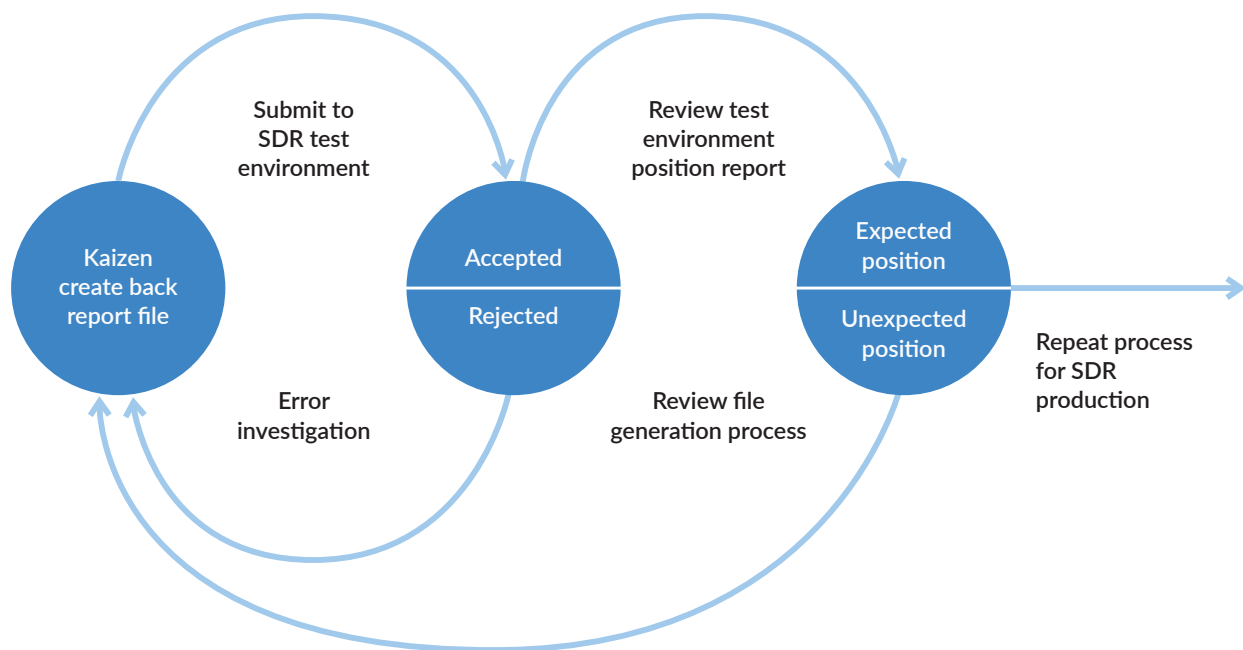 Submit to
SDR test
environment
Review test
environment
position report
Kaizen
create back
report file
Accepted
Rejected
Expected
position
Unexpected
position
Repeat process
for SDR
production
Error
investigation
Review file
generation process